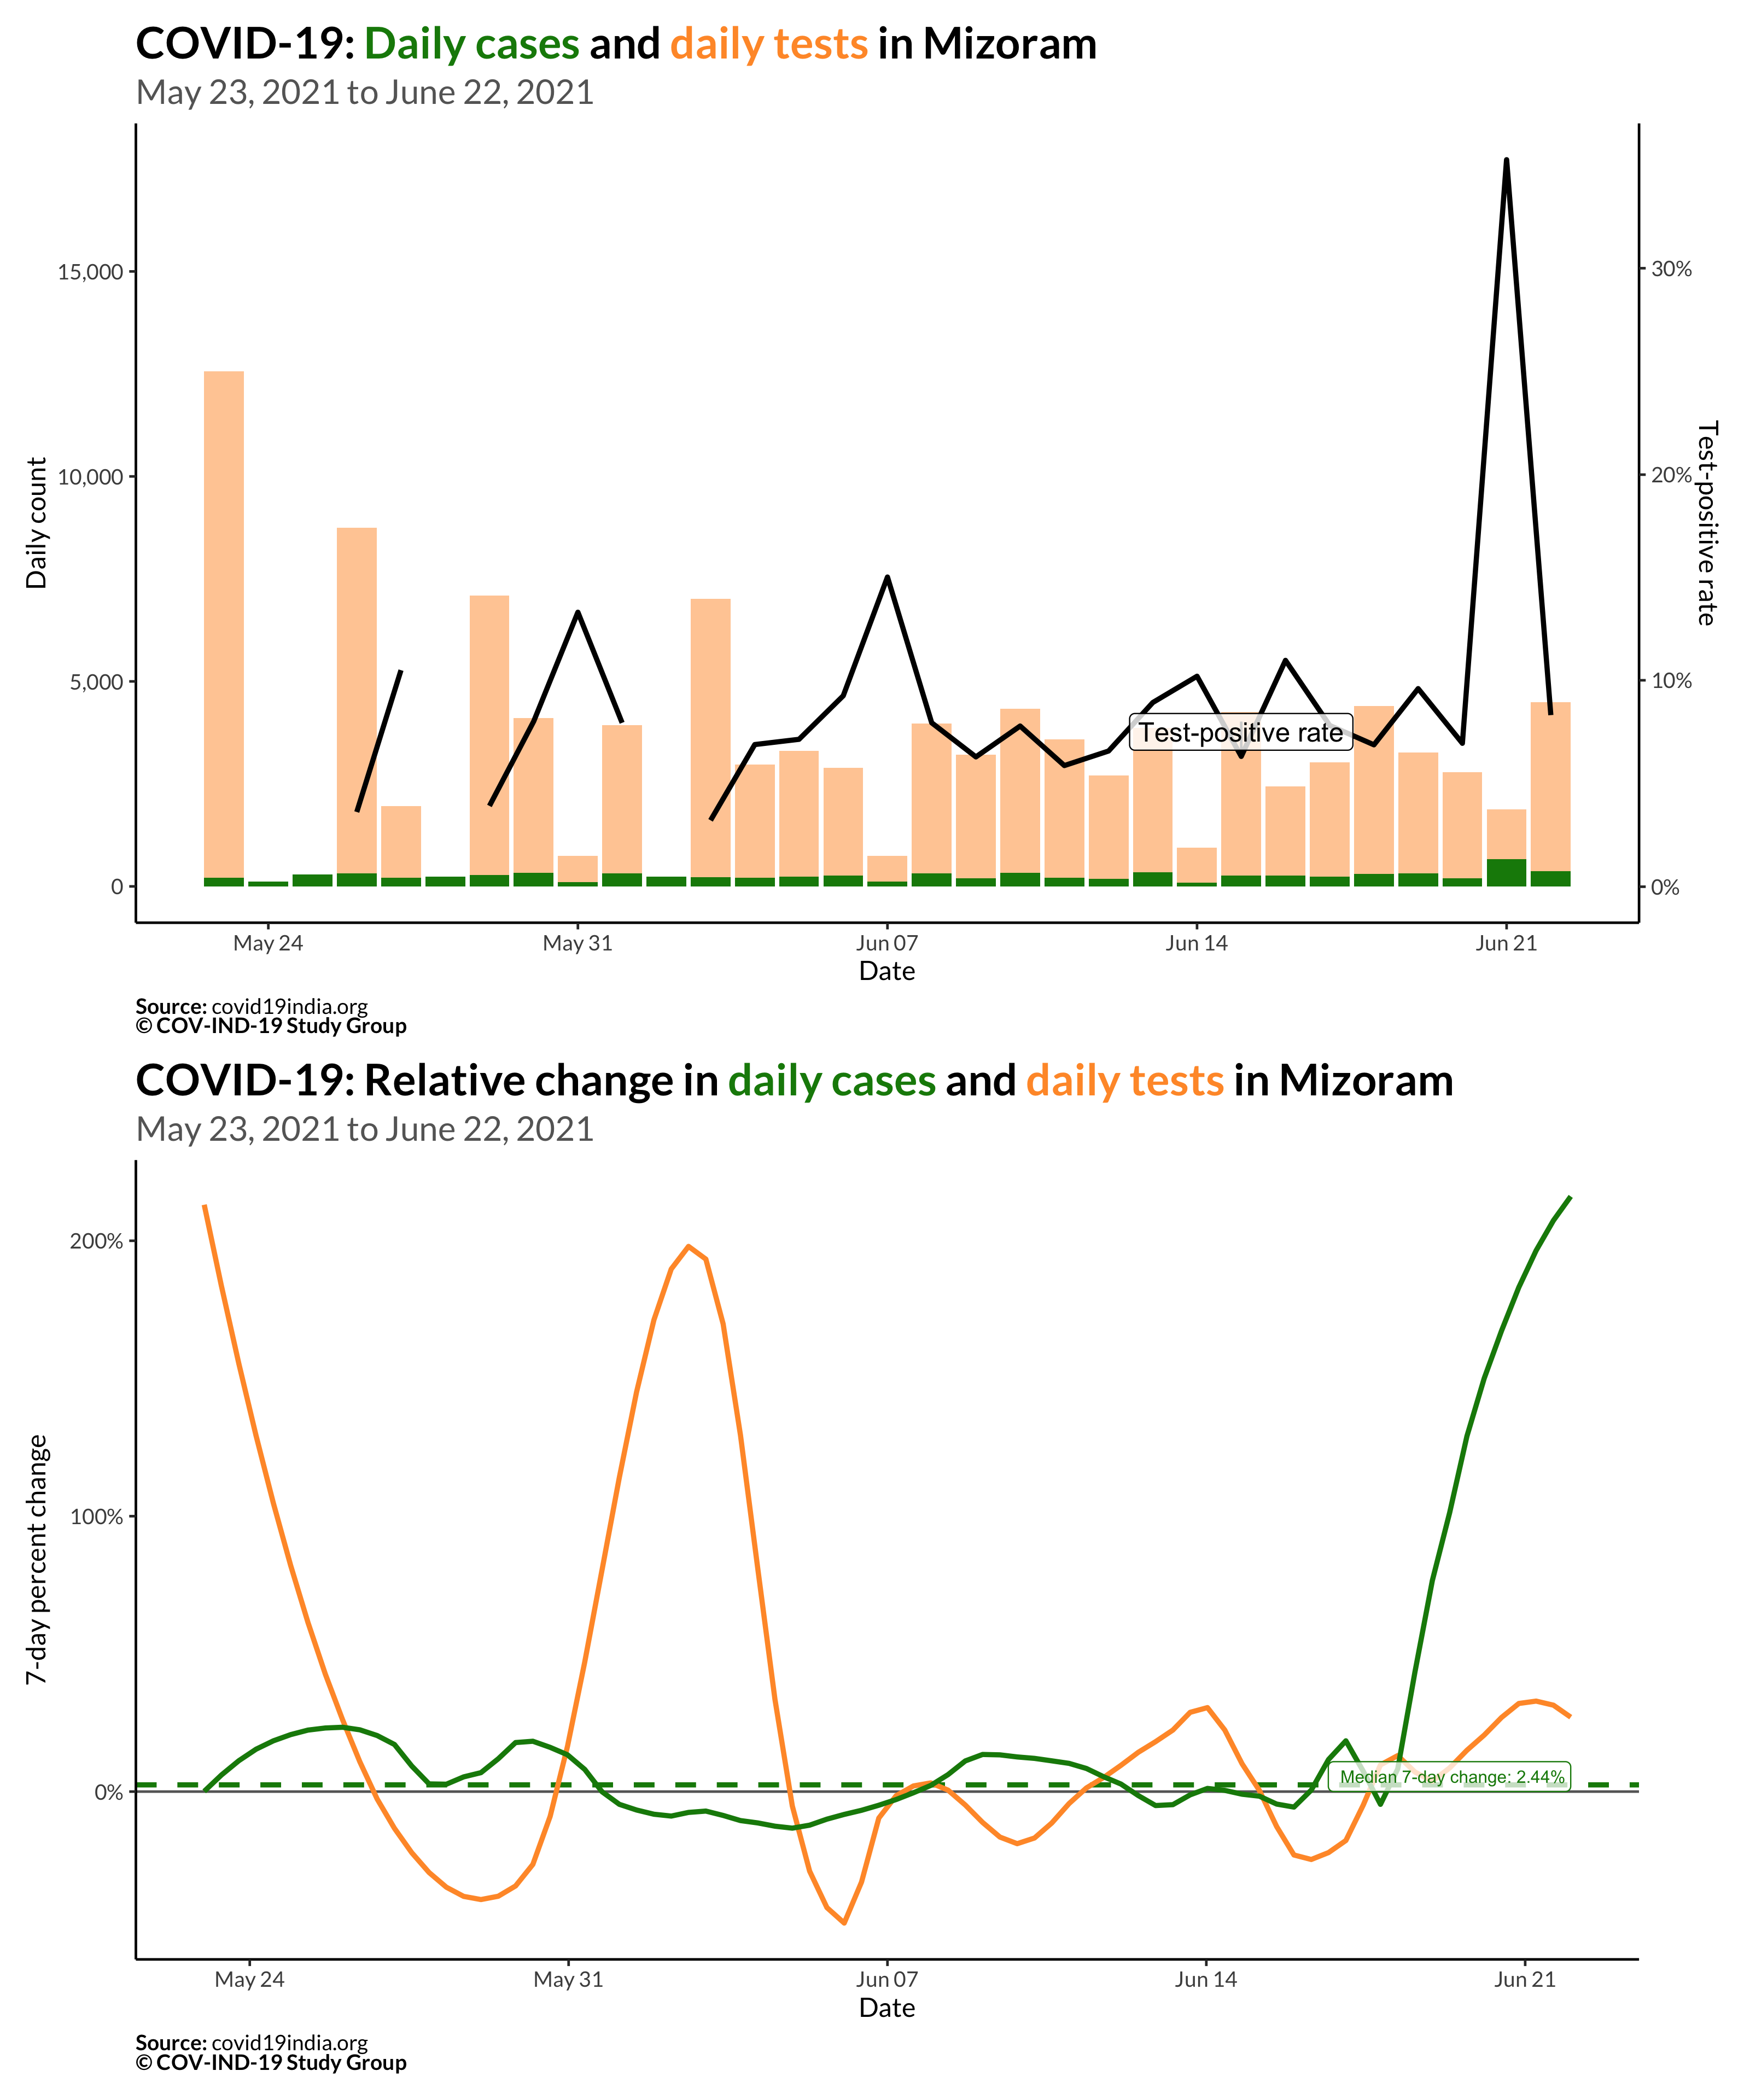 COVID-19: Daily cases and daily tests in Mizoram
May 23, 2021 to June 22, 2021
Daily count
15,000
10,000
5,000
0
30%
20%
10%
0%
Test-positive rate
Test-positive rate
May 24
May 31
Jun 07
Jun 14
Jun 21
Date
Source: covid19india.org
© COV-IND-19 Study Group
COVID-19: Relative change in daily cases and daily tests in Mizoram
May 23, 2021 to June 22, 2021
7-day percent change
200%
100%
0%
Median 7-day change: 2.44%
May 24
May 31
Jun 07
Jun 14
Jun 21
Date
Source: covid19india.org
© COV-IND-19 Study Group